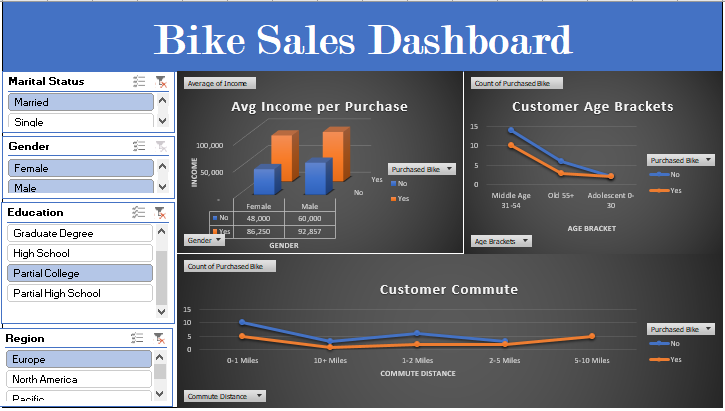 Bike Sales Dashboard
Marital Status
Married
Single
Gender
Female
Male
Education
Graduate Degree
High School
Partial College
Partial High School
Region
Europe
North America
Pacific
Average of Income
Avg Income per Purchase
100,000
50,000
-
INCOME
Yes
No
Female Male
No 48,000 60,000
Yes 86,250 92,857
GENDER
Gender
Purchased Bike
No
Yes
Count of Purchased Bike
Customer Age Brackets
15
10
5
0
Middle Age 31-54
Old 55+
Adolescent 0-30
AGE BRACKET
Age Brackets
Purchased Bike
No
Yes
Count of Purchased Bike
Customer Commute
15
10
5
0
0-1 Miles 10+ Miles 1-2 Miles 2-5 Miles 5-10 Miles
COMMUTE DISTANCE
Commute Distance
Purchased Bike
No
Yes